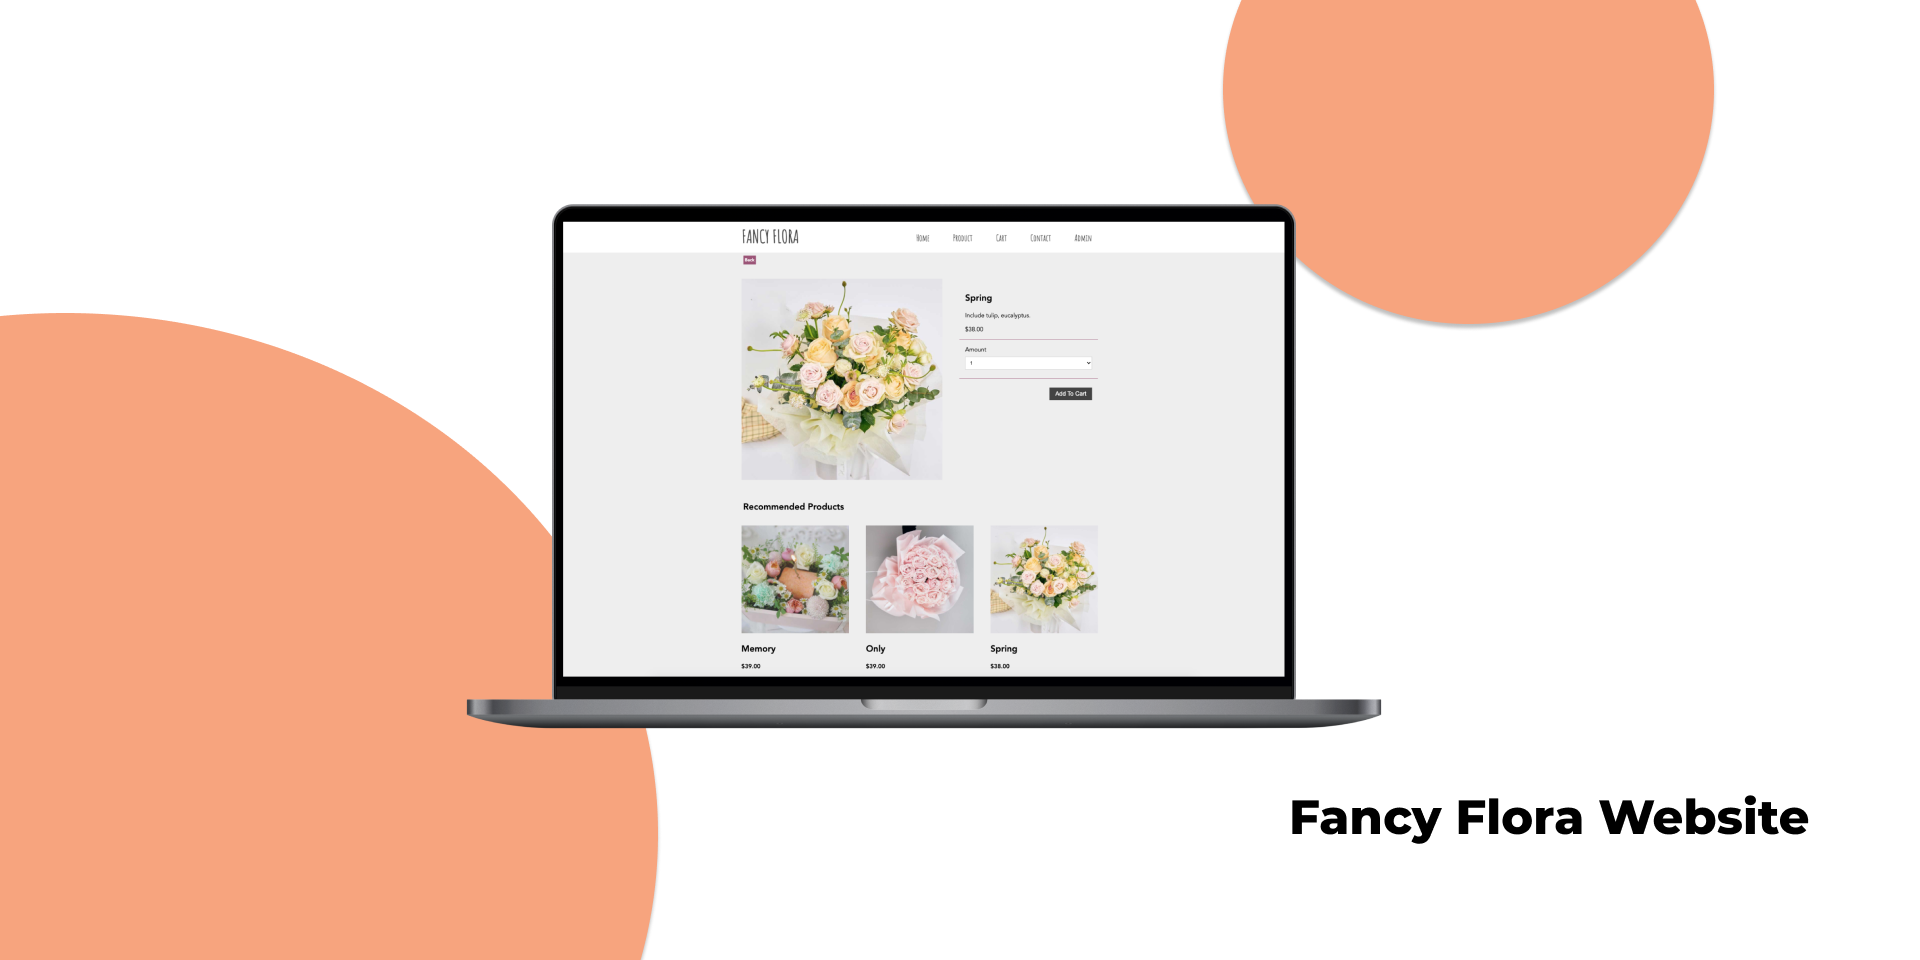 FANCY FLORA
HOME PRODUCT CART CONTACT ADMIN
Back
Spring
Include tulip, eucalyptus.
$38.00
Amount
1
Add To Cart
Recommended Products
Memory Only Spring
$39.00 $39.00 $38.00
Fancy Flora Website